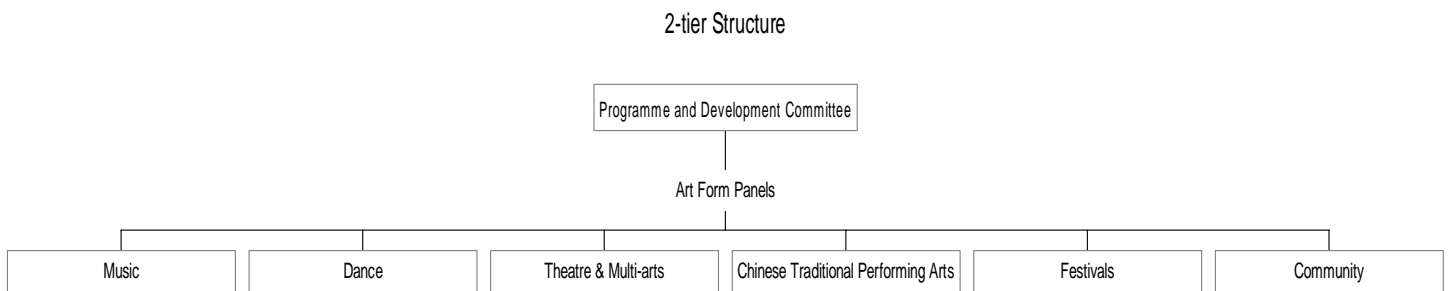 2-tier Structure
Programme and Development Committee
Art Form Panels
Music
Dance
Theatre & Multi-arts
Chinese Traditional Performing Arts
Festivals
Community